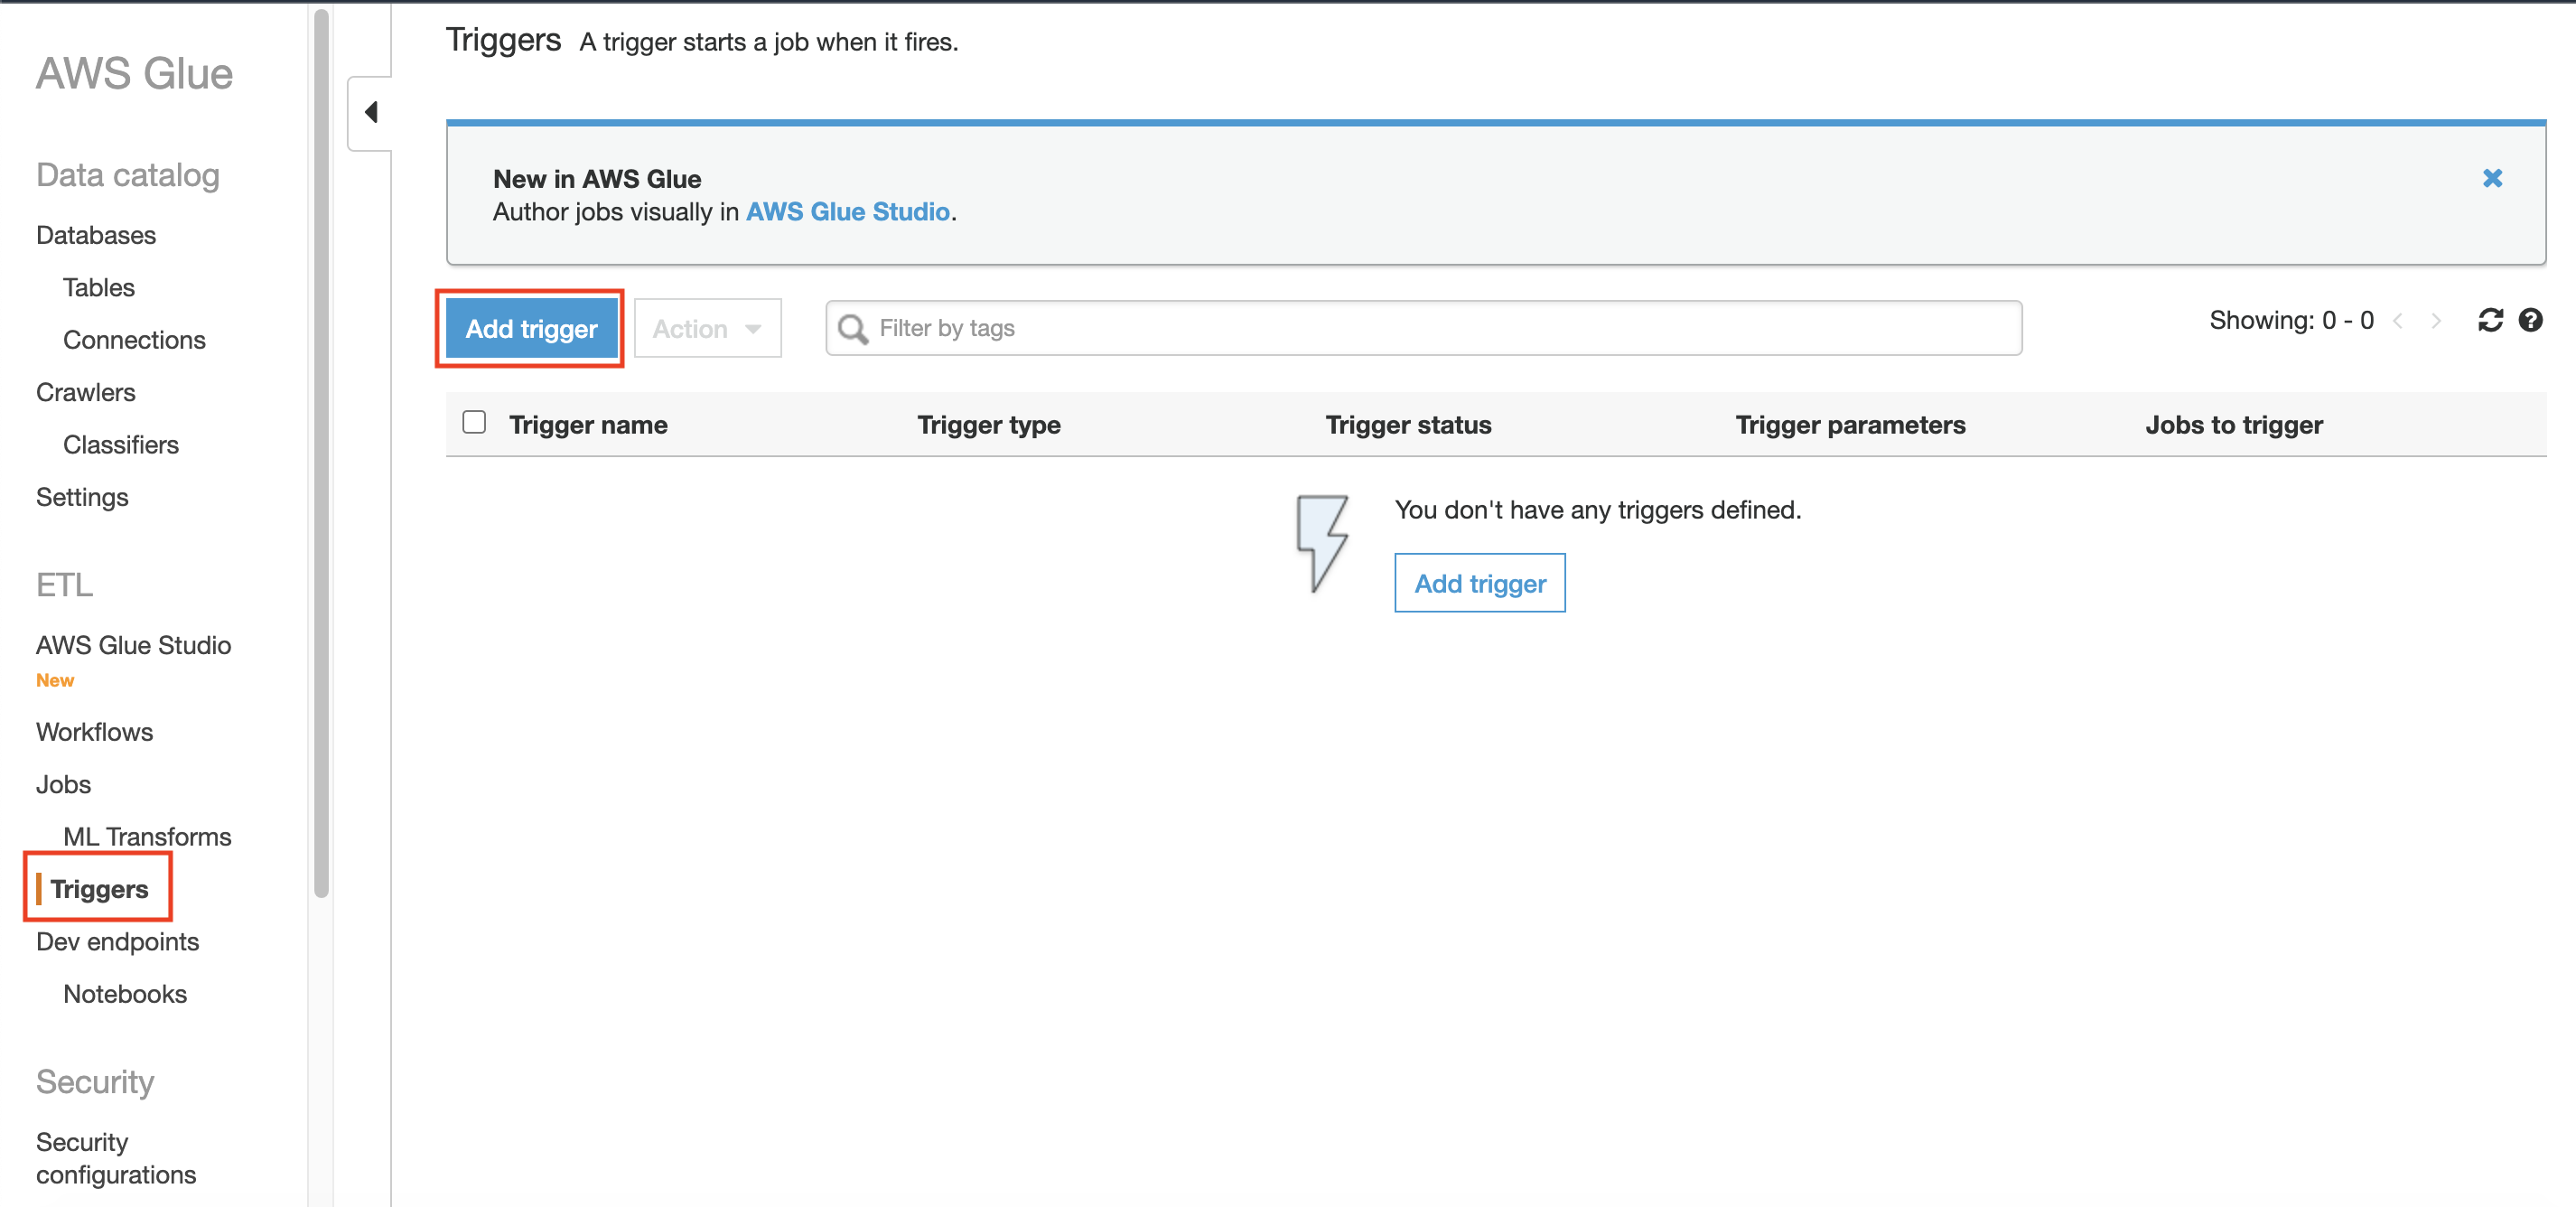 AWS Glue
Data catalog
Databases
Tables
Connections
Crawlers
Classifiers
Settings
ETL
AWS Glue Studio
New
Workflows
Jobs
ML Transforms
Triggers
Dev endpoints
Notebooks
Security
Security
configurations
Triggers A trigger starts a job when it fires.
New in AWS Glue
Author jobs visually in AWS Glue Studio.
Add trigger Action Filter by tags Showing: 0 - 0
Trigger name Trigger type Trigger status Trigger parameters Jobs to trigger
You don't have any triggers defined.
Add trigger